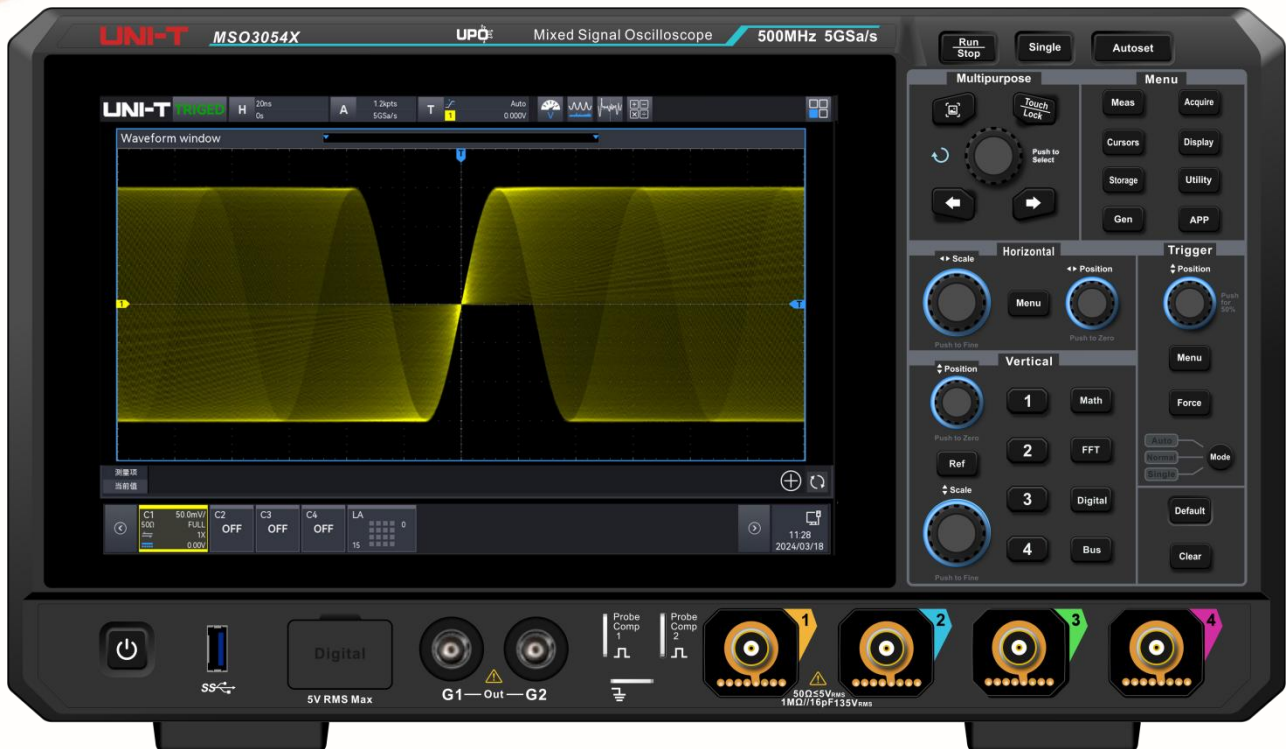 UNI-T MSO3054X UPO Mixed Signal Oscilloscope 500MHz 5GSa/s
Run
Stop
Single
Autoset
Multipurpose
Menu
Touch
Lock
Push to
Select
Meas
Acquire
Cursors
Display
Storage
Utility
Gen
APP
UNI-T TRIGED H 20ns 0s A 1.2kpts 5GSa/s T 1 Auto 0.000V V
Waveform window
T
1
T
测量项
当前值
C1 50.0mV/
50Ω FULL
1X
0.00V
C2
OFF
C3
OFF
C4
OFF
LA
0
15
11:28
2024/03/18
Horizontal
Scale
Position
Menu
Push to Fine
Push to Zero
Trigger
Position
Push
for
50%
Menu
Force
Auto
Normal
Single
Mode
Default
Clear
Vertical
Position
Push to Zero
Ref
Scale
Push to Fine
1
Math
2
FFT
3
Digital
4
Bus
SS
Digital
5V RMS Max
G1 Out G2
Probe
Comp
1
Probe
Comp
2
1
2
3
4
50Ω≤5VRMS
1MΩ//16pF135VRMS